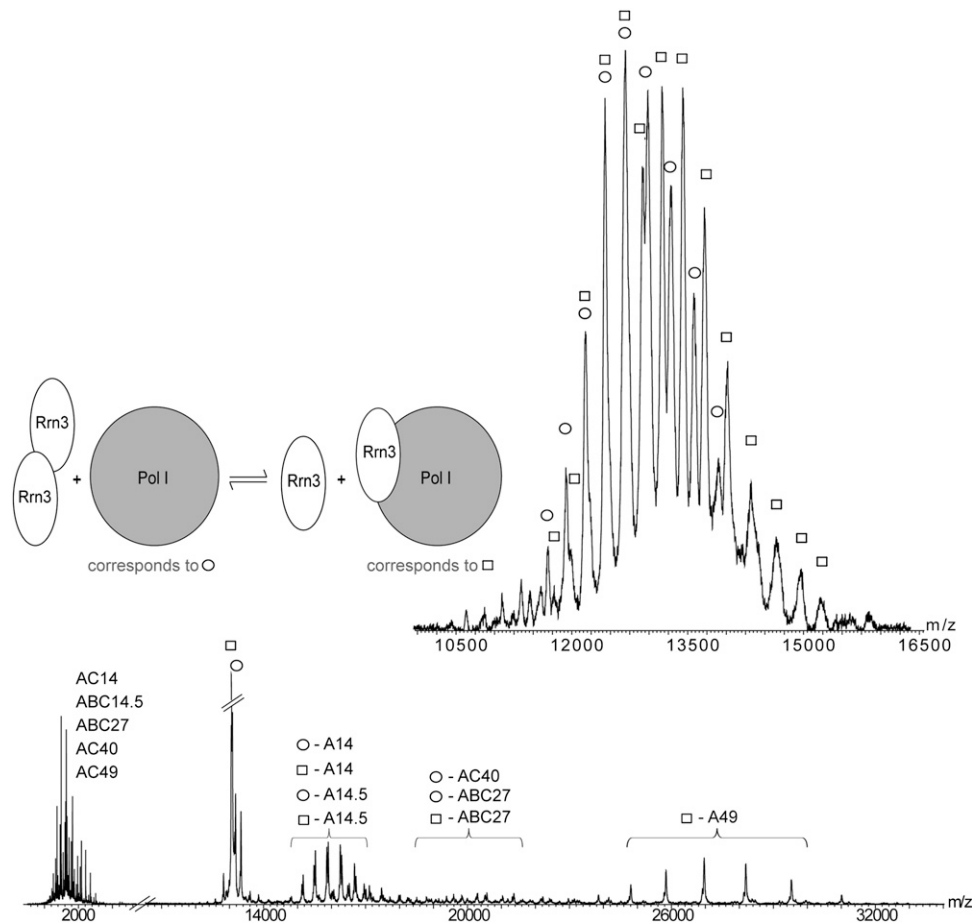 Rrn3
Rrn3
+
Pol I
Rrn3
+
Rrn3
Pol I
corresponds to ○
corresponds to □
10500 12000 13500 15000 16500 m/z
AC14
ABC14.5
ABC27
AC40
AC49
○ - A14
□ - A14
○ - A14.5
□ - A14.5
○ - AC40
○ - ABC27
□ - ABC27
□ - A49
2000 14000 20000 26000 32000 m/z